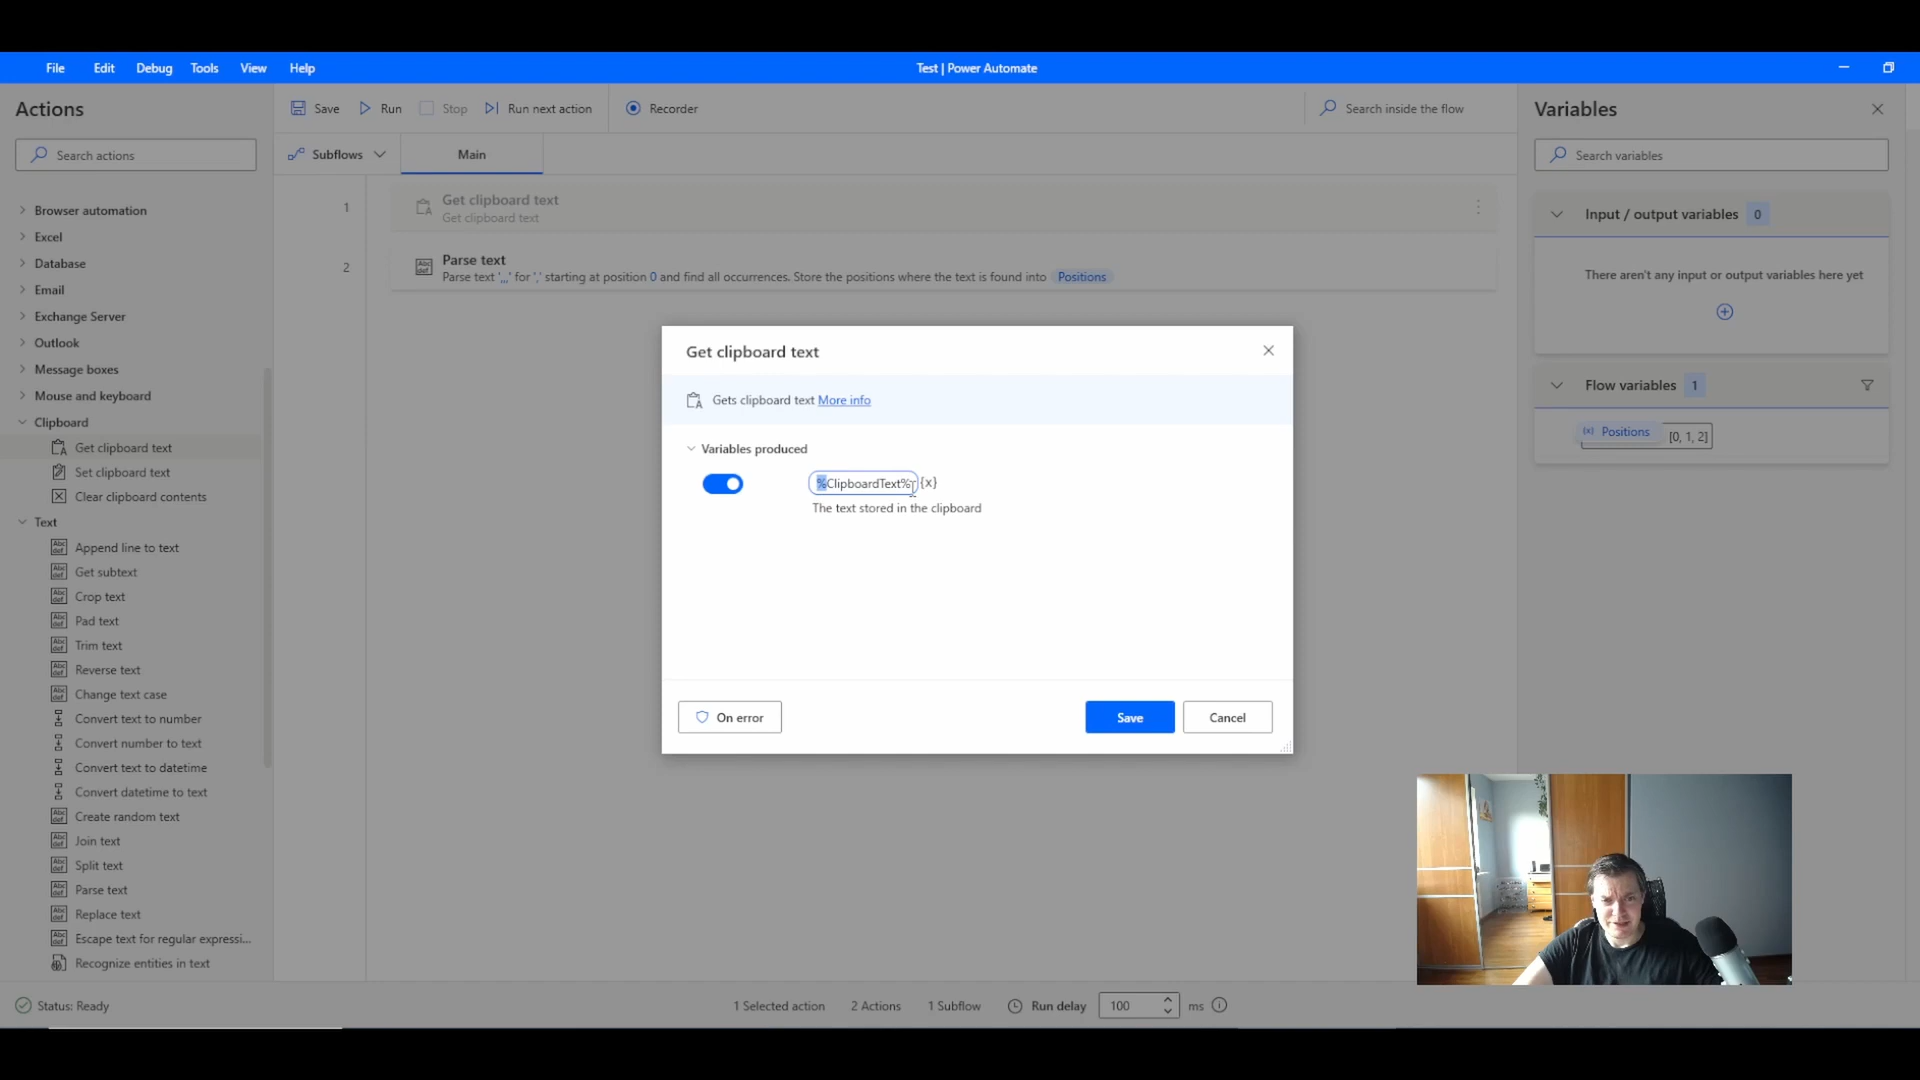 File Edit Debug Tools View Help
Test | Power Automate
Actions
Search actions
Browser automation
Excel
Database
Email
Exchange Server
Outlook
Message boxes
Mouse and keyboard
Clipboard
Get clipboard text
Set clipboard text
Clear clipboard contents
Text
Append line to text
Get subtext
Crop text
Pad text
Trim text
Reverse text
Change text case
Convert text to number
Convert number to text
Convert text to datetime
Convert datetime to text
Create random text
Join text
Split text
Parse text
Replace text
Escape text for regular expressi...
Recognize entities in text
Save Run Stop Run next action Recorder
Search inside the flow
Subflows Main
1
Get clipboard text
Get clipboard text
2
Parse text
Parse text ',,,' for ',' starting at position 0 and find all occurrences. Store the positions where the text is found into Positions
Get clipboard text
Gets clipboard text More info
Variables produced
%ClipboardText% {x}
The text stored in the clipboard
On error
Save Cancel
Variables
Search variables
Input / output variables 0
There aren't any input or output variables here yet
Flow variables 1
(x) Positions [0, 1, 2]
Status: Ready
1 Selected action 2 Actions 1 Subflow Run delay 100 ms